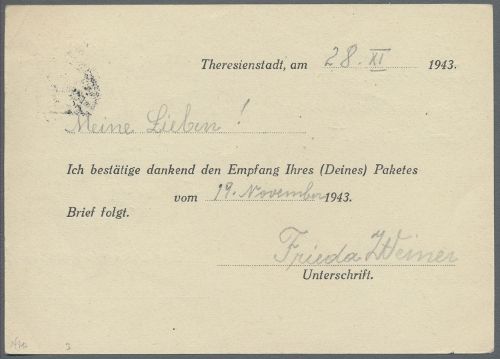 Theresienstadt, am 28. XI 1943.
Meine Lieben!
Ich bestätige dankend den Empfang Ihres (Deines) Paketes
vom 19. November 1943.
Brief folgt.
Frieda Weiner
Unterschrift.
3